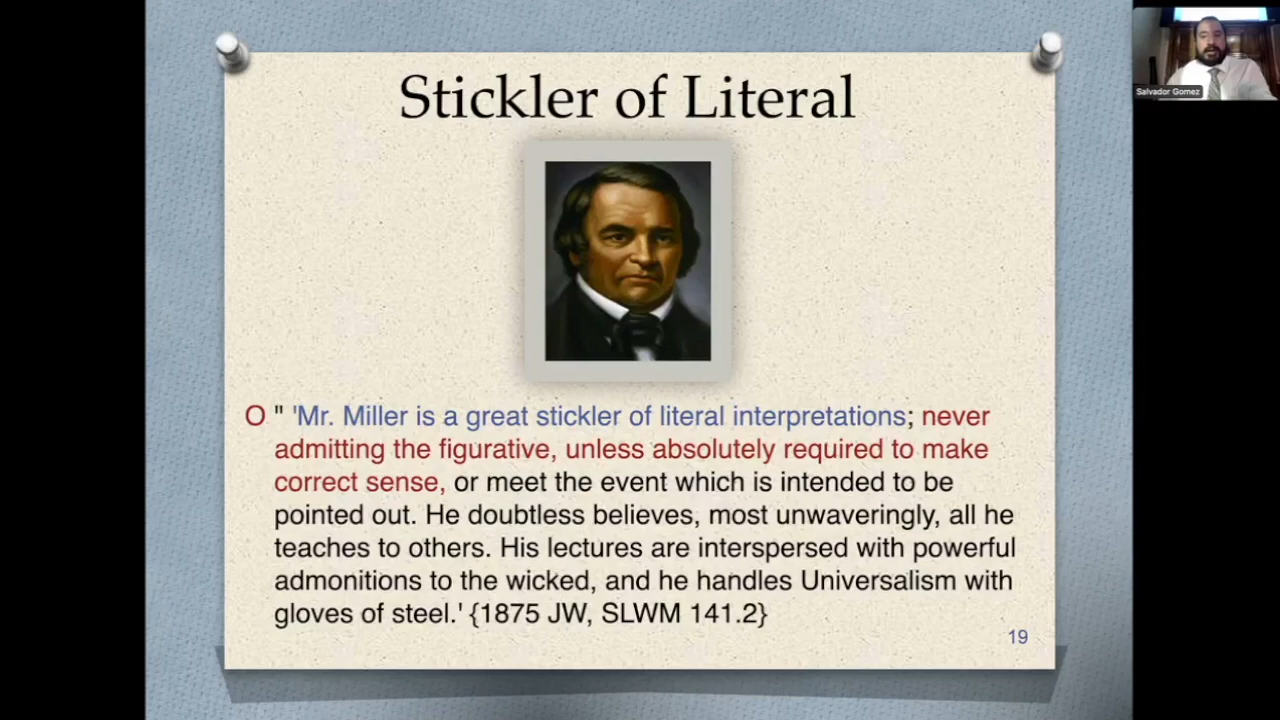 Stickler of Literal
O " 'Mr. Miller is a great stickler of literal interpretations; never
admitting the figurative, unless absolutely required to make
correct sense, or meet the event which is intended to be
pointed out. He doubtless believes, most unwaveringly, all he
teaches to others. His lectures are interspersed with powerful
admonitions to the wicked, and he handles Universalism with
gloves of steel.' {1875 JW, SLWM 141.2}
19
Salvador Gomez